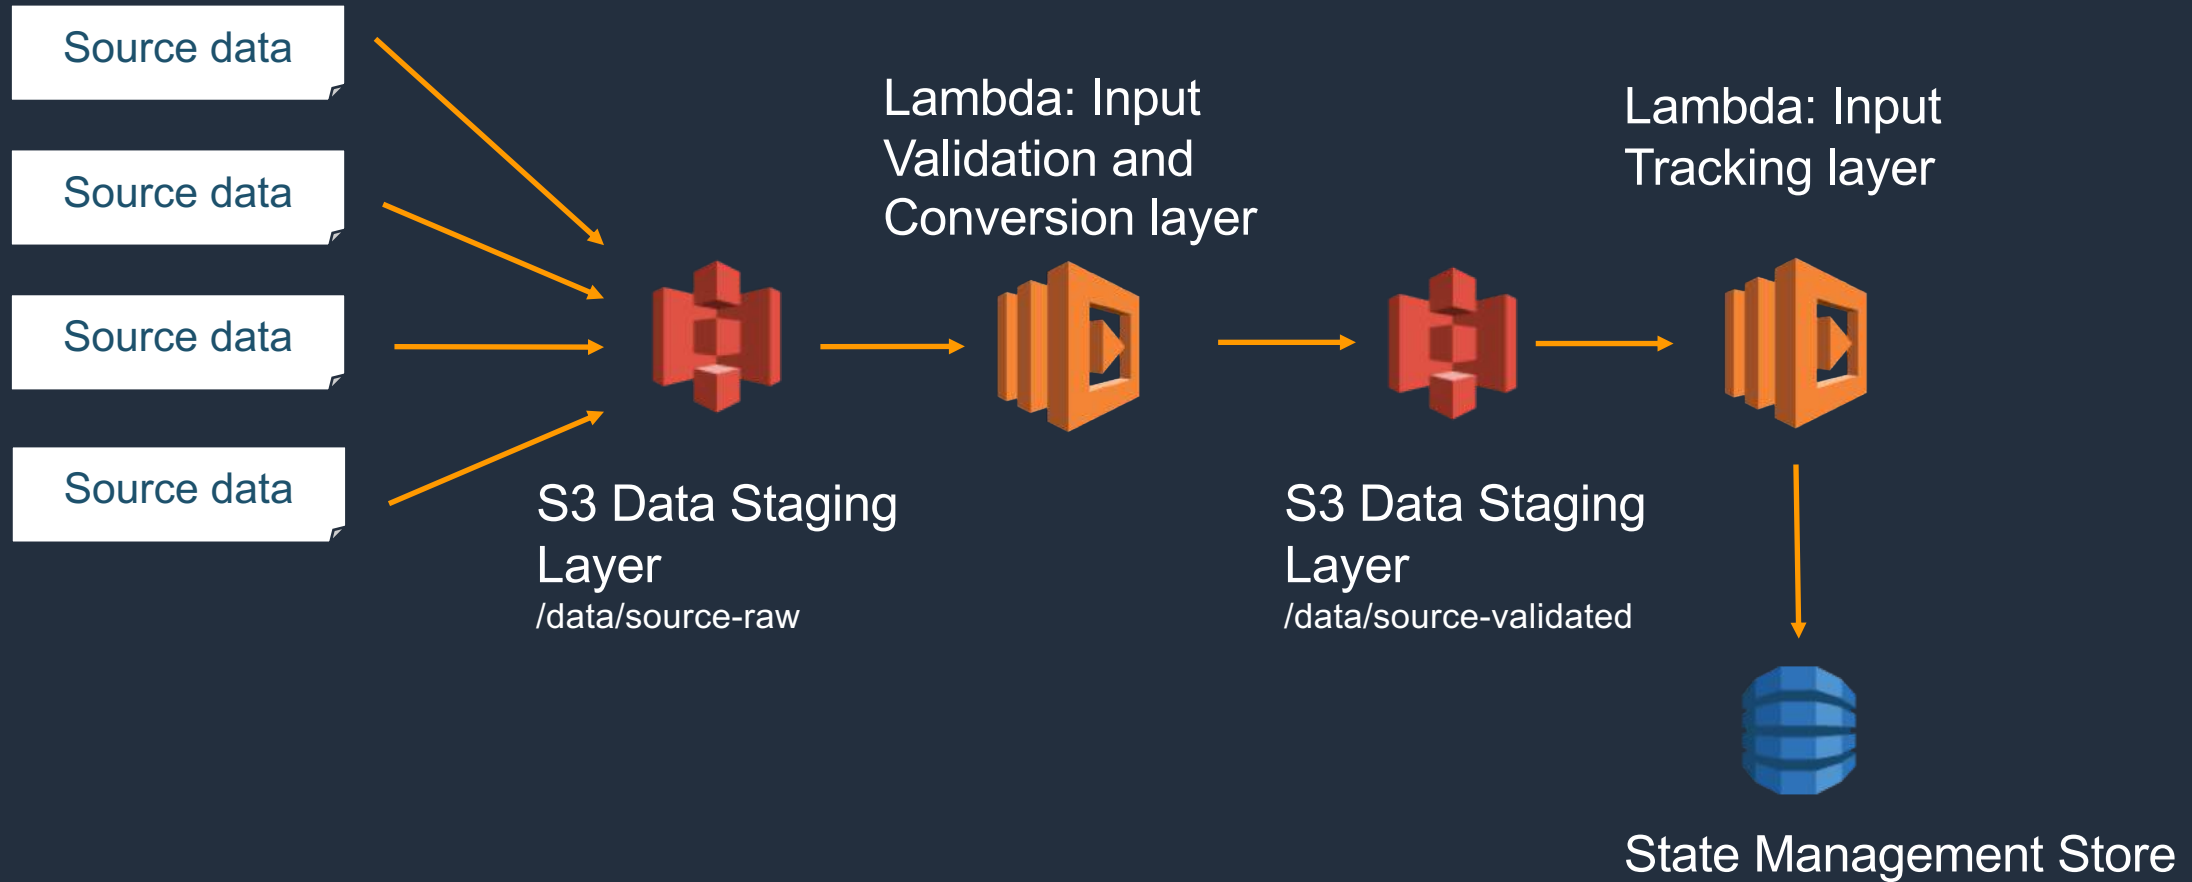 Source data
Source data
Source data
Source data
S3 Data Staging
Layer
/data/source-raw
Lambda: Input
Validation and
Conversion layer
S3 Data Staging
Layer
/data/source-validated
Lambda: Input
Tracking layer
State Management Store